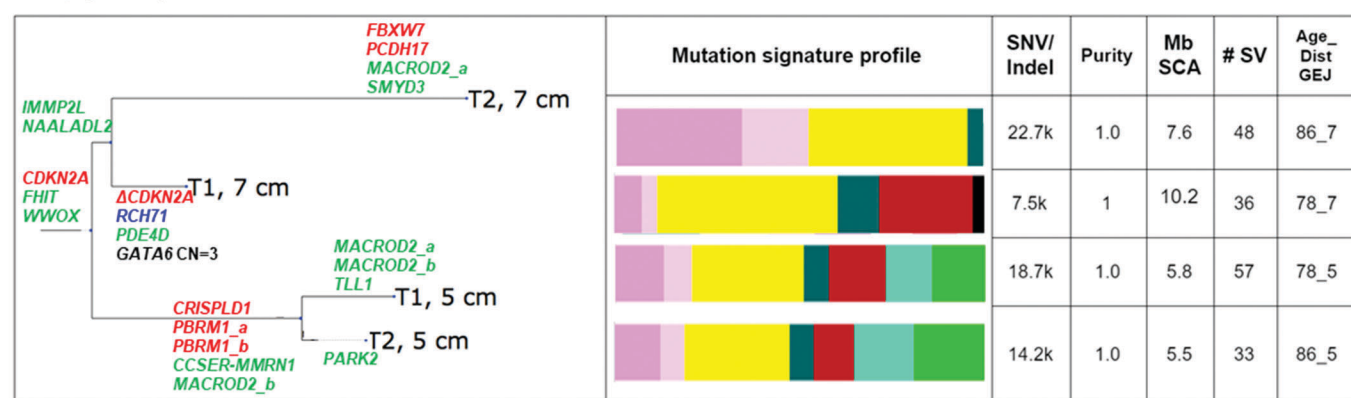 Mutation signature profile
SNV/
Indel
Purity
Mb
SCA
# SV
Age_
Dist
GEJ
FBXW7
PCDH17
MACROD2_a
SMYD3
T2, 7 cm
22.7k
1.0
7.6
48
86_7
IMMP2L
NAALADL2
T1, 7 cm
7.5k
1
10.2
36
78_7
CDKN2A
FHIT
WWOX
ΔCDKN2A
RCH71
PDE4D
GATA6 CN=3
MACROD2_a
MACROD2_b
TLL1
T1, 5 cm
18.7k
1.0
5.8
57
78_5
CRISPLD1
PBRM1_a
PBRM1_b
CCSER-MMRN1
MACROD2_b
T2, 5 cm
PARK2
14.2k
1.0
5.5
33
86_5